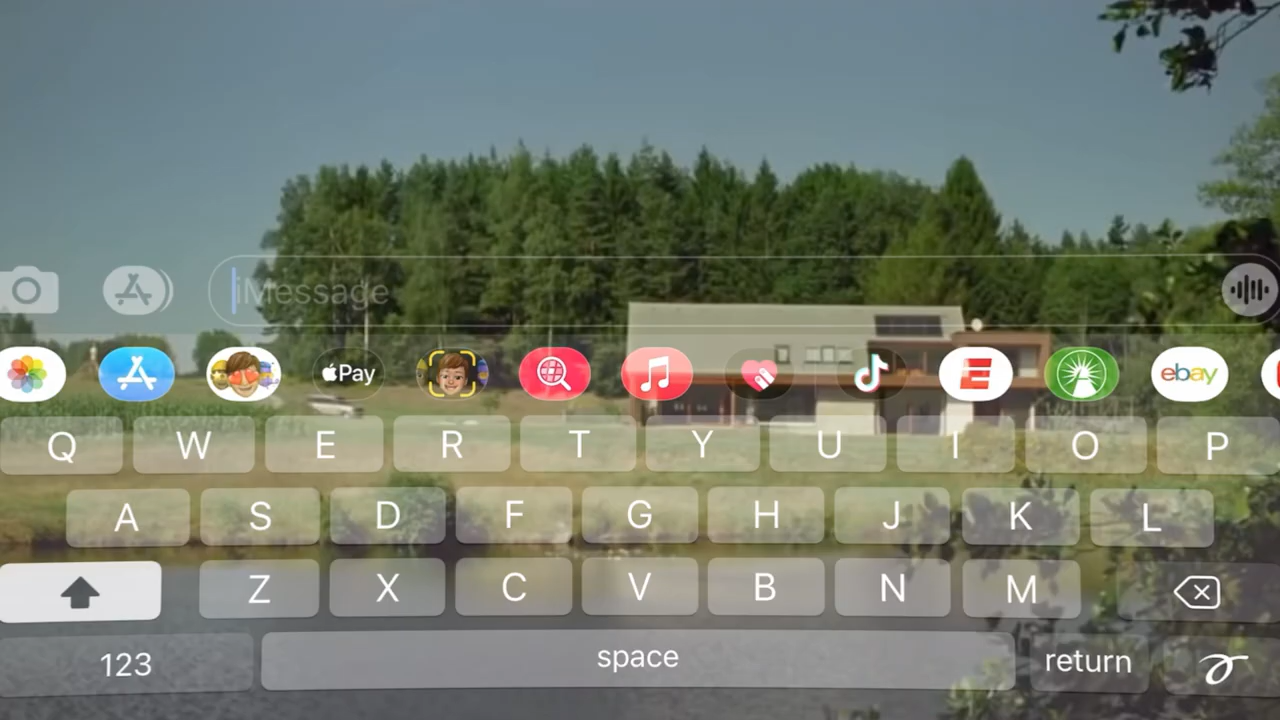 iMessage
Pay
E
ebay
Q W E R T Y U I O P
A S D F G H J K L
Z X C V B N M
123 space return